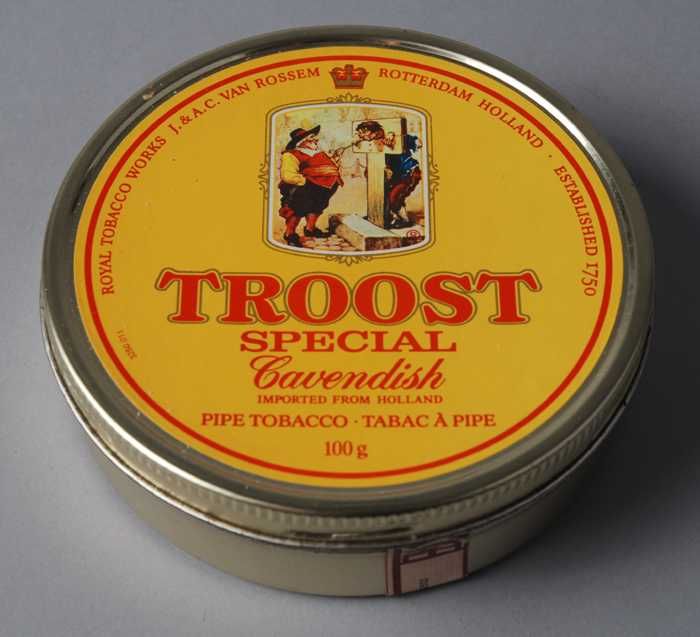 ROYAL TOBACCO WORKS J. & A.C. VAN ROSSEM ROTTERDAM HOLLAND · ESTABLISHED 1750
®
TROOST
SPECIAL
Cavendish
IMPORTED FROM HOLLAND
PIPE TOBACCO · TABAC À PIPE
100 g